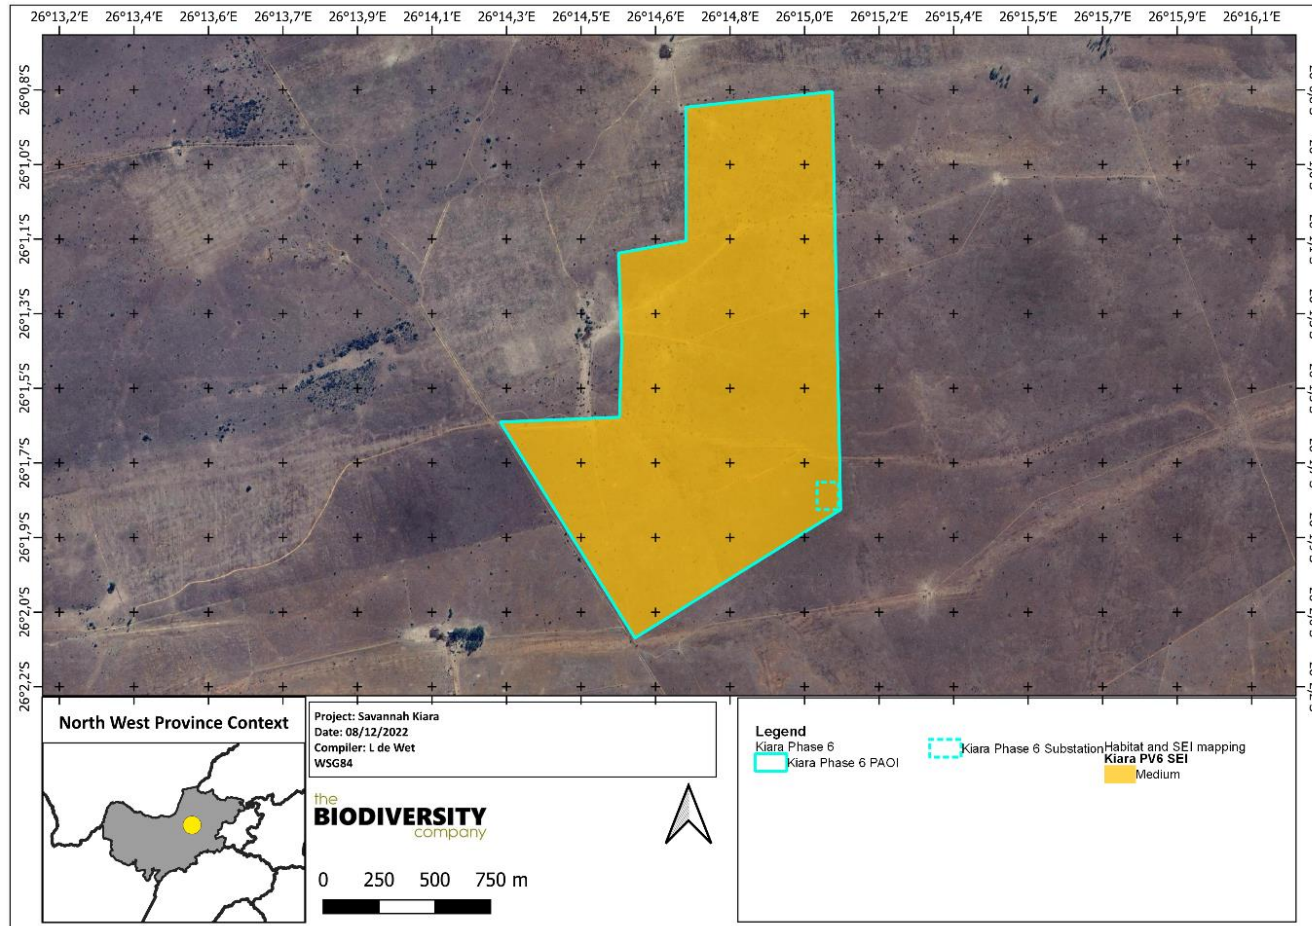 26°13,2'E 26°13,4'E 26°13,6'E 26°13,7'E 26°13,9'E 26°14,1'E 26°14,3'E 26°14,5'E 26°14,6'E 26°14,8'E 26°15,0'E 26°15,2'E 26°15,4'E 26°15,5'E 26°15,7'E 26°15,9'E 26°16,1'E
26°0,8'S
26°1,0'S
26°1,1'S
26°1,3'S
26°1,5'S
26°1,7'S
26°1,9'S
26°2,0'S
26°2,2'S
North West Province Context
Project: Savannah Kiara
Date: 08/12/2022
Compiler: L de Wet
WSG84
the
BIODIVERSITY
company
0 250 500 750 m
Legend
Kiara Phase 6
Kiara Phase 6 PAOI
Kiara Phase 6 Substation
Habitat and SEI mapping
Kiara PV6 SEI
Medium